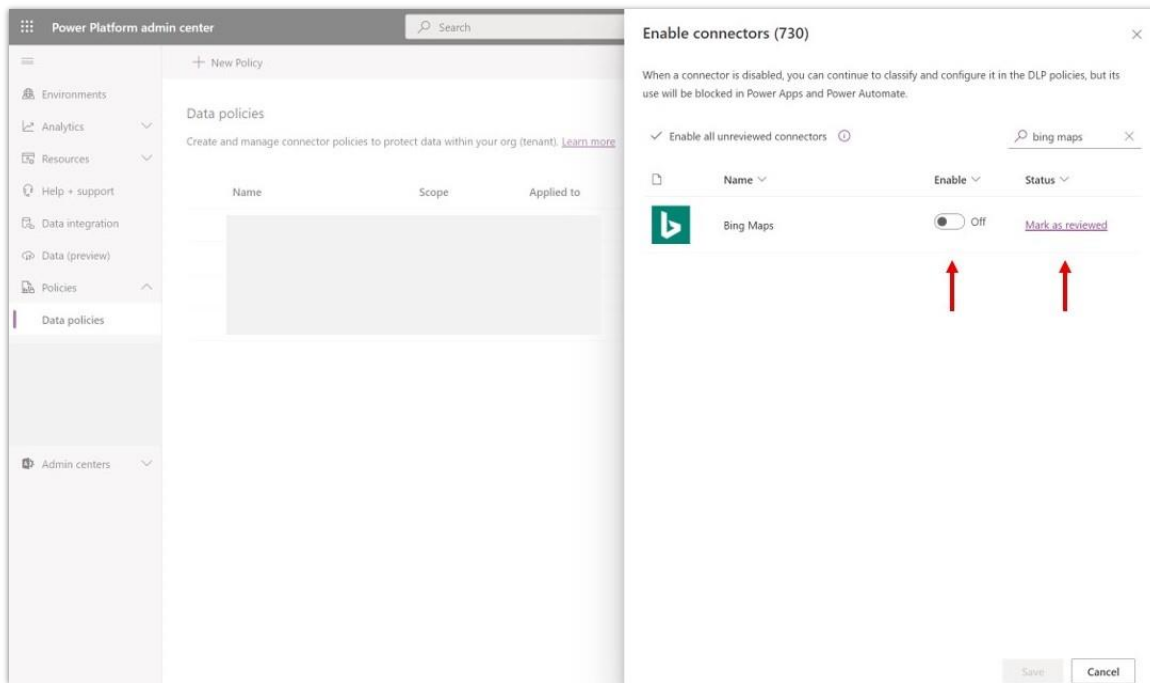 Power Platform admin center
Search
New Policy
Environments
Analytics
Resources
Help + support
Data integration
Data (preview)
Policies
Data policies
Admin centers
Data policies
Create and manage connector policies to protect data within your org (tenant). Learn more
Name Scope Applied to
Enable connectors (730)
When a connector is disabled, you can continue to classify and configure it in the DLP policies, but its
use will be blocked in Power Apps and Power Automate.
Enable all unreviewed connectors
bing maps
Name Enable Status
Bing Maps Off Mark as reviewed
Save Cancel